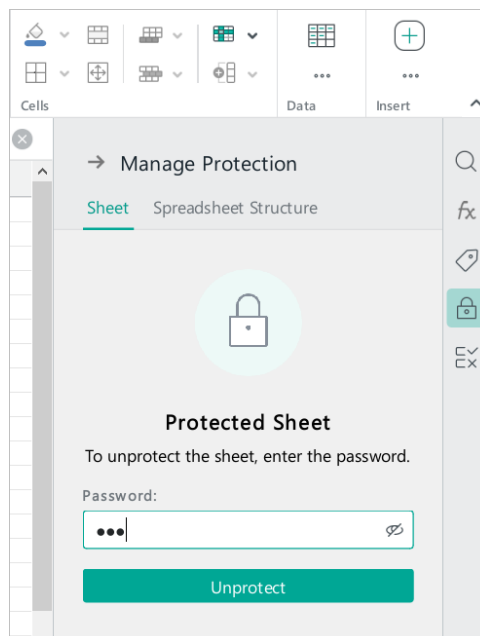 Cells
Data
Insert
Manage Protection
Sheet
Spreadsheet Structure
fx
Protected Sheet
To unprotect the sheet, enter the password.
Password:
•••
Unprotect